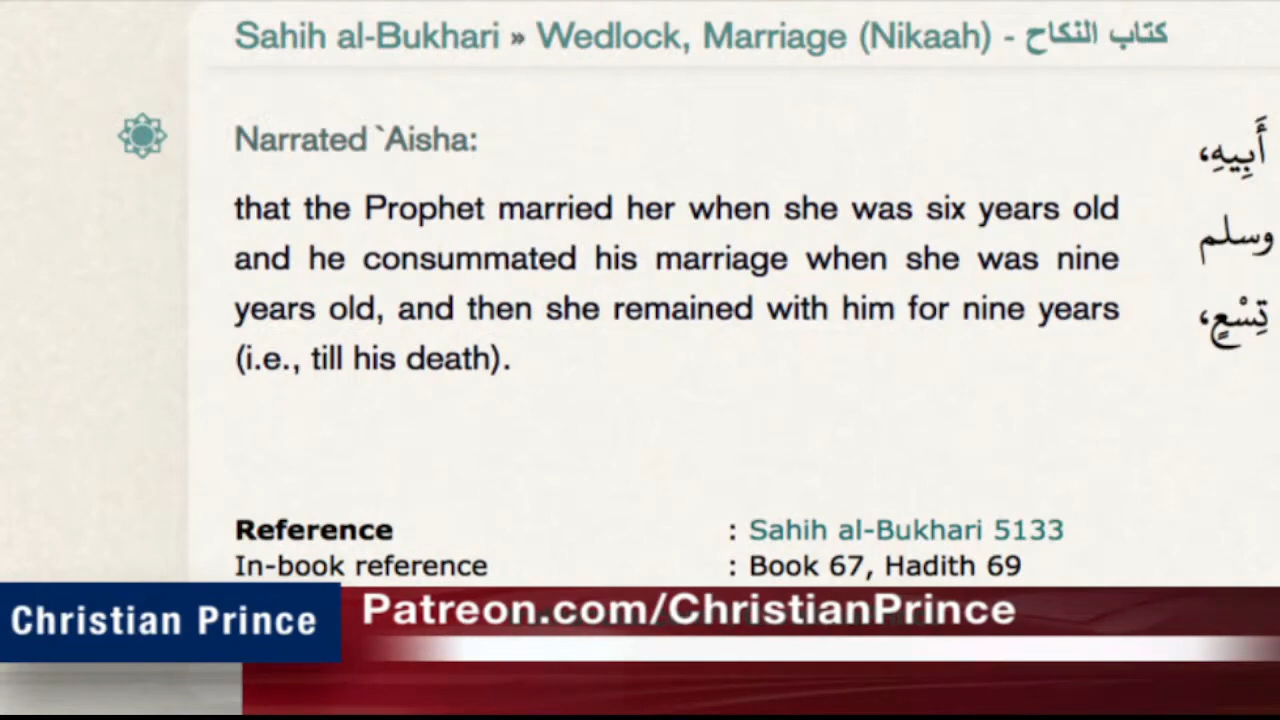 Sahih al-Bukhari » Wedlock, Marriage (Nikaah) - كتاب النكاح
Narrated `Aisha:
أَبِيهِ،
that the Prophet married her when she was six years old
وسلم
and he consummated his marriage when she was nine
years old, and then she remained with him for nine years
تِسْعٍ،
(i.e., till his death).
Reference : Sahih al-Bukhari 5133
In-book reference : Book 67, Hadith 69
Christian Prince
Patreon.com/ChristianPrince